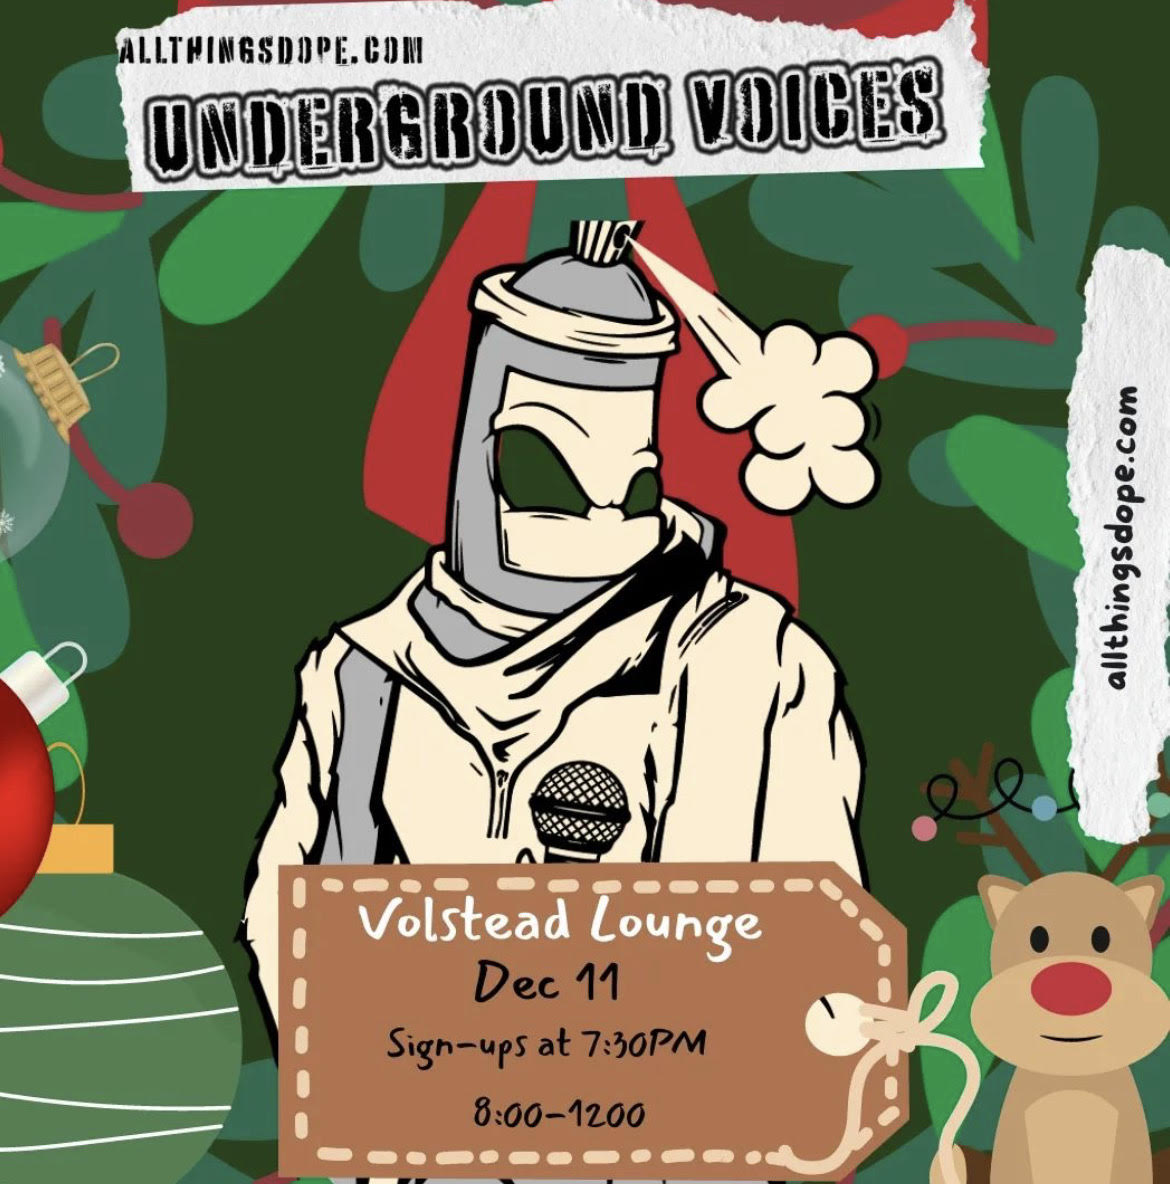 ALLTHINGSDOPE.COM
UNDERGROUND VOICES
allthingsdope.com
Volstead Lounge
Dec 11
Sign-ups at 7:30PM
8:00-1200